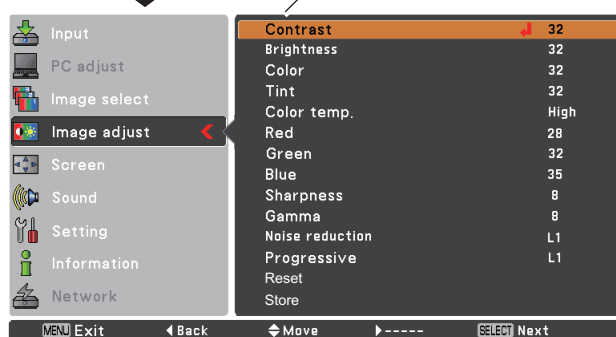 Input
PC adjust
Image select
Image adjust
Screen
Sound
Setting
Information
Network
Contrast 32
Brightness 32
Color 32
Tint 32
Color temp. High
Red 28
Green 32
Blue 35
Sharpness 8
Gamma 8
Noise reduction L1
Progressive L1
Reset
Store
MENU Exit Back Move ----- SELECT Next